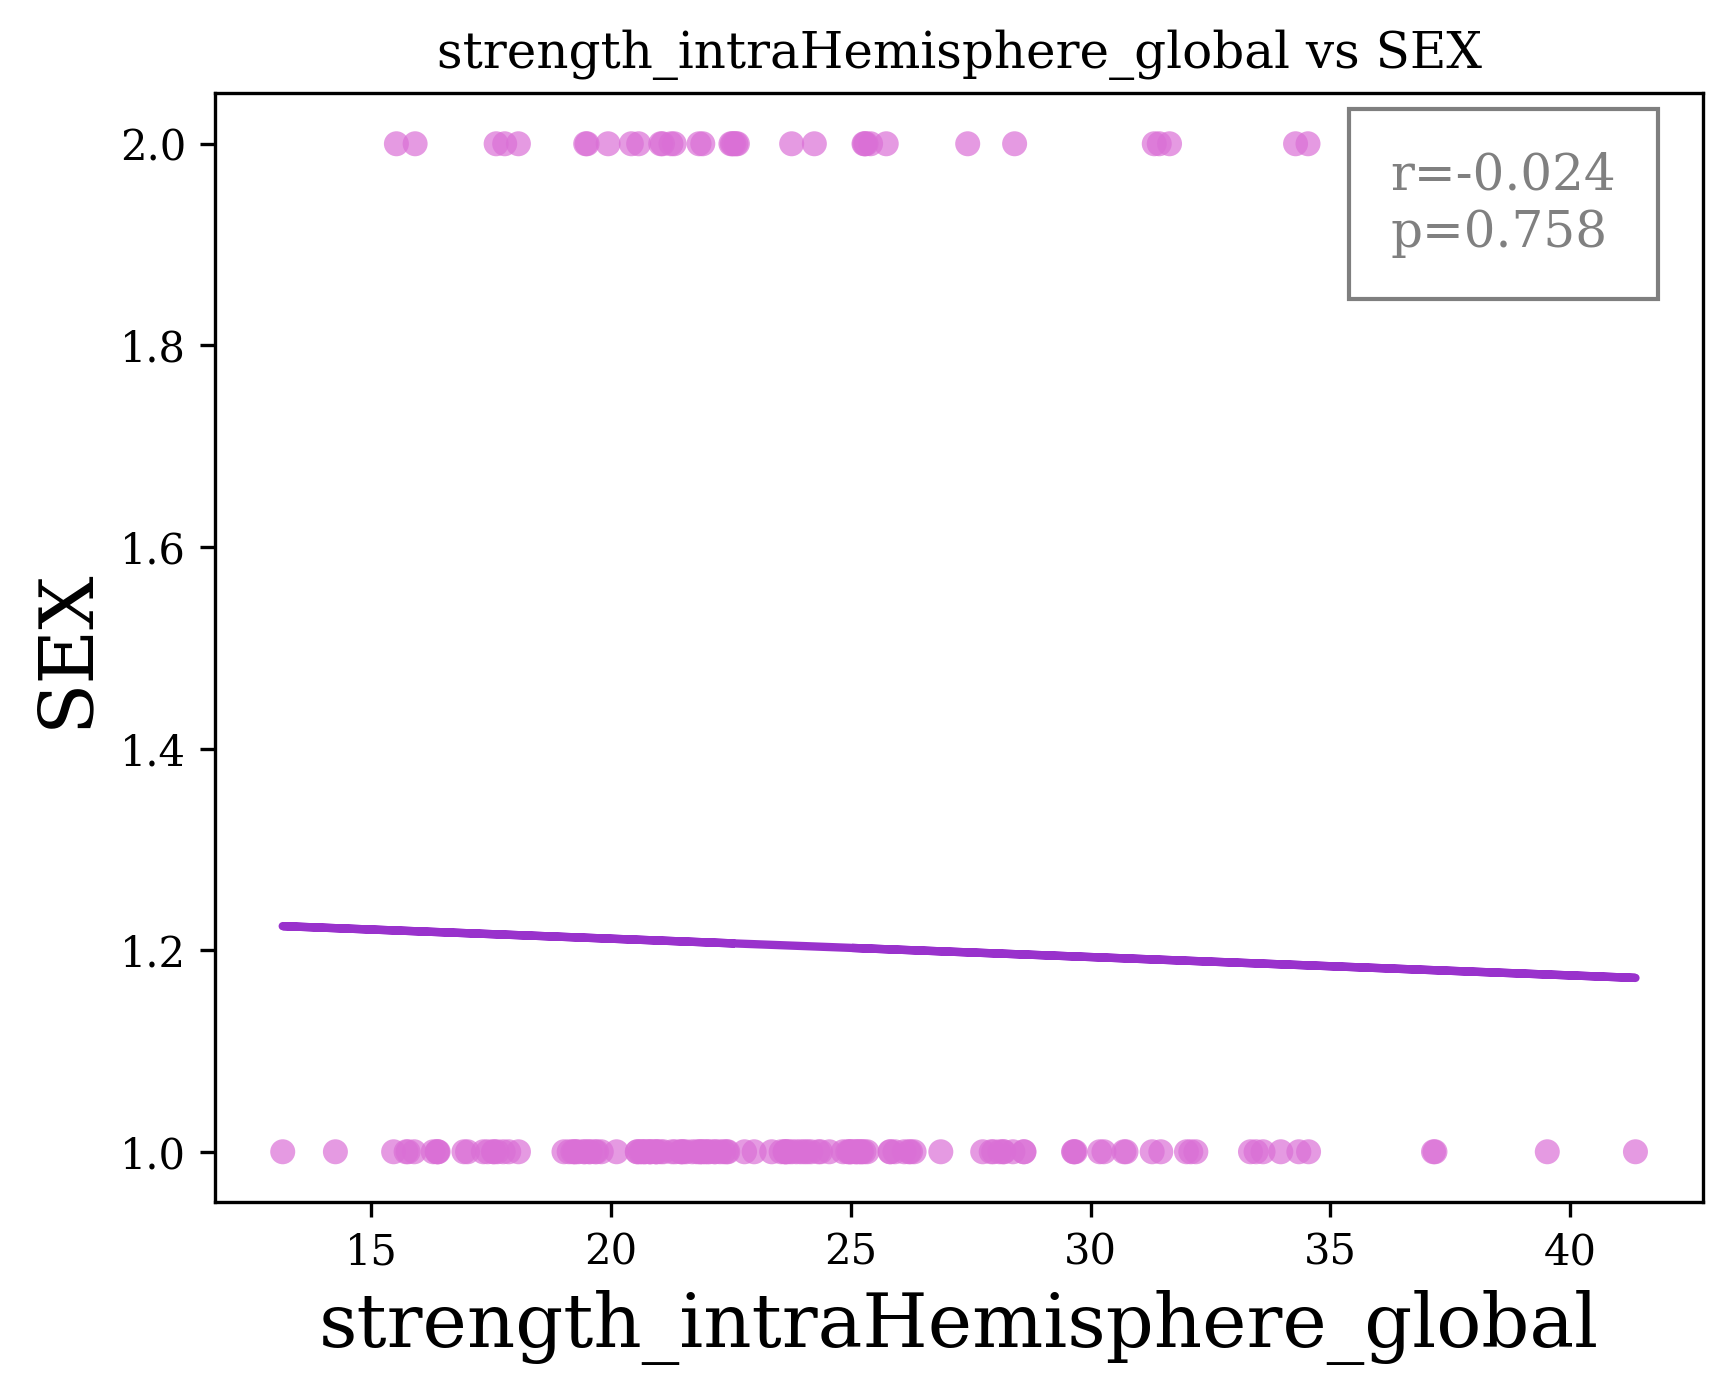 strength_intraHemisphere_global vs SEX
r=-0.024
p=0.758
2.0
1.8
1.6
1.4
1.2
1.0
SEX
15 20 25 30 35 40
strength_intraHemisphere_global